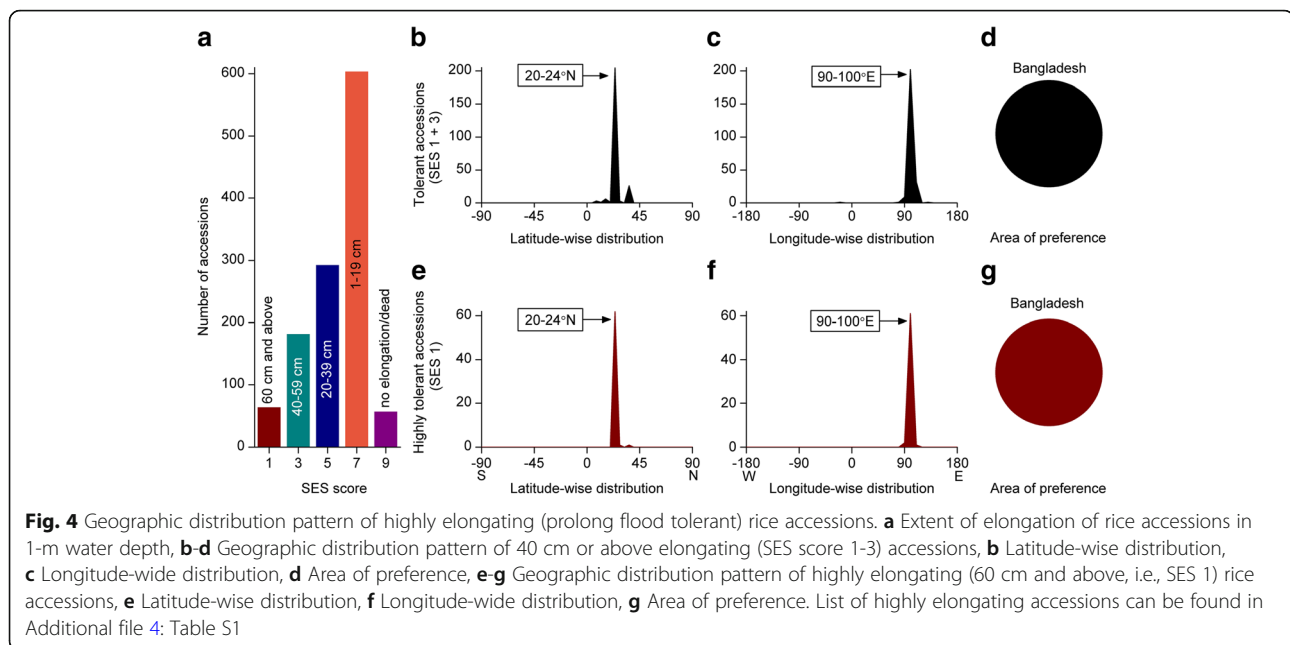 a
b
c
d
600
500
400
300
200
100
0
Number of accessions
60 cm and above
40-59 cm
20-39 cm
1-19 cm
no elongation/dead
1 3 5 7 9
SES score
Tolerant accessions
(SES 1 + 3)
200
150
100
50
0
20-24°N
-90 -45 0 45 90
Latitude-wise distribution
200
150
100
50
0
90-100°E
-180 -90 0 90 180
Longitude-wise distribution
Bangladesh
Area of preference
e
f
g
Highly tolerant accessions
(SES 1)
60
40
20
0
20-24°N
-90 -45 0 45 90
S N
Latitude-wise distribution
60
40
20
0
90-100°E
-180 -90 0 90 180
W E
Longitude-wise distribution
Bangladesh
Area of preference
Fig. 4 Geographic distribution pattern of highly elongating (prolong flood tolerant) rice accessions. a Extent of elongation of rice accessions in
1-m water depth, b-d Geographic distribution pattern of 40 cm or above elongating (SES score 1-3) accessions, b Latitude-wise distribution,
c Longitude-wide distribution, d Area of preference, e-g Geographic distribution pattern of highly elongating (60 cm and above, i.e., SES 1) rice
accessions, e Latitude-wise distribution, f Longitude-wide distribution, g Area of preference. List of highly elongating accessions can be found in
Additional file 4: Table S1